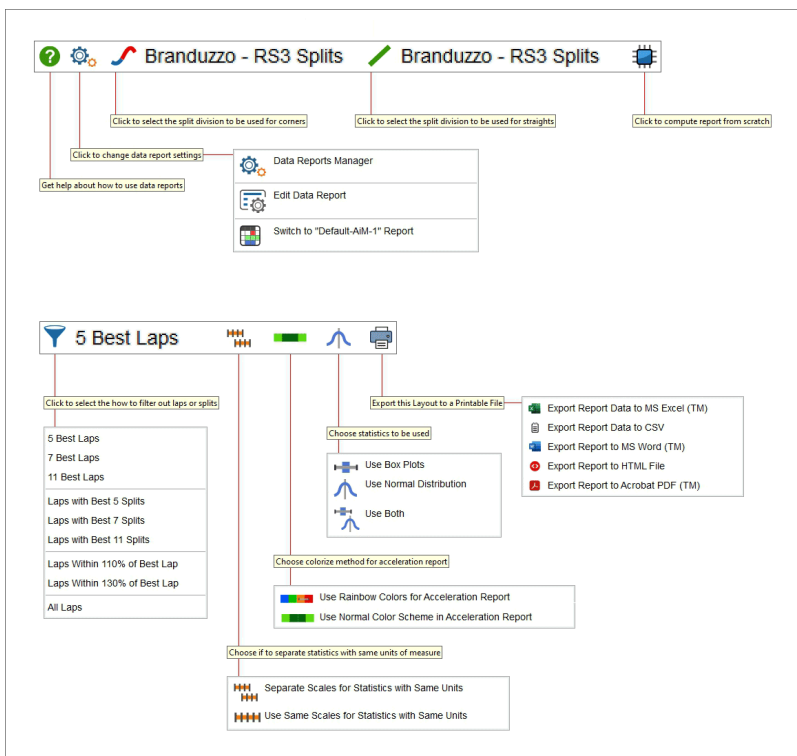 Branduzzo - RS3 Splits
Branduzzo - RS3 Splits
Click to select the split division to be used for corners
Click to select the split division to be used for straights
Click to compute report from scratch
Click to change data report settings
Get help about how to use data reports
Data Reports Manager
Edit Data Report
Switch to "Default-AiM-1" Report
5 Best Laps
Click to select the how to filter out laps or splits
5 Best Laps
7 Best Laps
11 Best Laps
Laps with Best 5 Splits
Laps with Best 7 Splits
Laps with Best 11 Splits
Laps Within 110% of Best Lap
Laps Within 130% of Best Lap
All Laps
Export this Layout to a Printable File
Export Report Data to MS Excel (TM)
Export Report Data to CSV
Export Report to MS Word (TM)
Export Report to HTML File
Export Report to Acrobat PDF (TM)
Choose statistics to be used
Use Box Plots
Use Normal Distribution
Use Both
Choose colorize method for acceleration report
Use Rainbow Colors for Acceleration Report
Use Normal Color Scheme in Acceleration Report
Choose if to separate statistics with same units of measure
Separate Scales for Statistics with Same Units
Use Same Scales for Statistics with Same Units